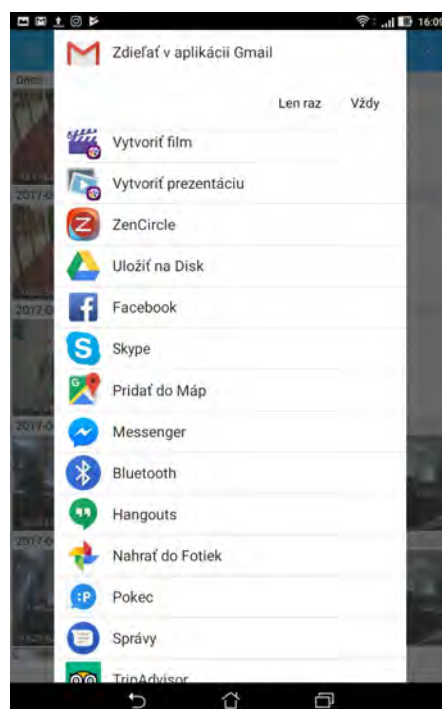 16:09
Zdieľať v aplikácii Gmail
Len raz Vždy
Vytvoriť film
Vytvoriť prezentáciu
ZenCircle
Uložiť na Disk
Facebook
Skype
Pridať do Máp
Messenger
Bluetooth
Hangouts
Nahrať do Fotiek
Pokec
Správy
TripAdvisor